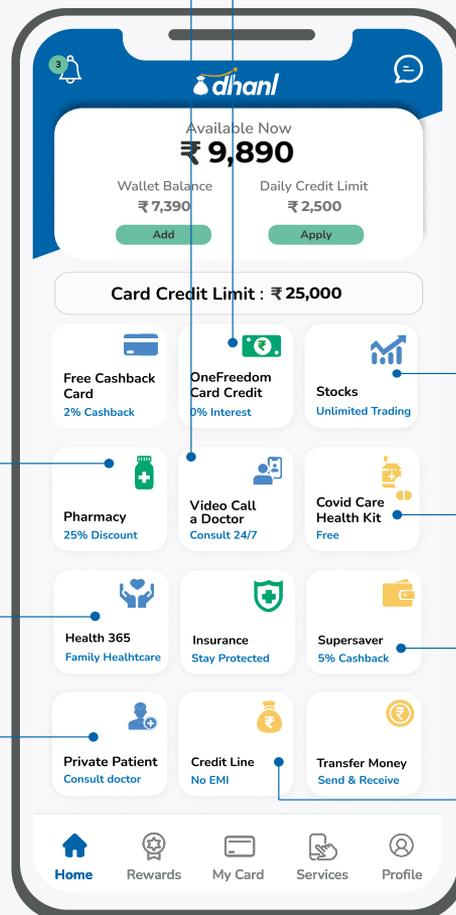 3
dhanl
Available Now
₹ 9,890
Wallet Balance
Daily Credit Limit
₹ 7,390
₹ 2,500
Add
Apply
Card Credit Limit : ₹ 25,000
Free Cashback
Card
2% Cashback
OneFreedom
Card Credit
0% Interest
Stocks
Unlimited Trading
Pharmacy
25% Discount
Video Call
a Doctor
Consult 24/7
Covid Care
Health Kit
Free
Health 365
Family Healhtcare
Insurance
Stay Protected
Supersaver
5% Cashback
Private Patient
Consult doctor
Credit Line
No EMI
Transfer Money
Send & Receive
Home
Rewards
My Card
Services
Profile